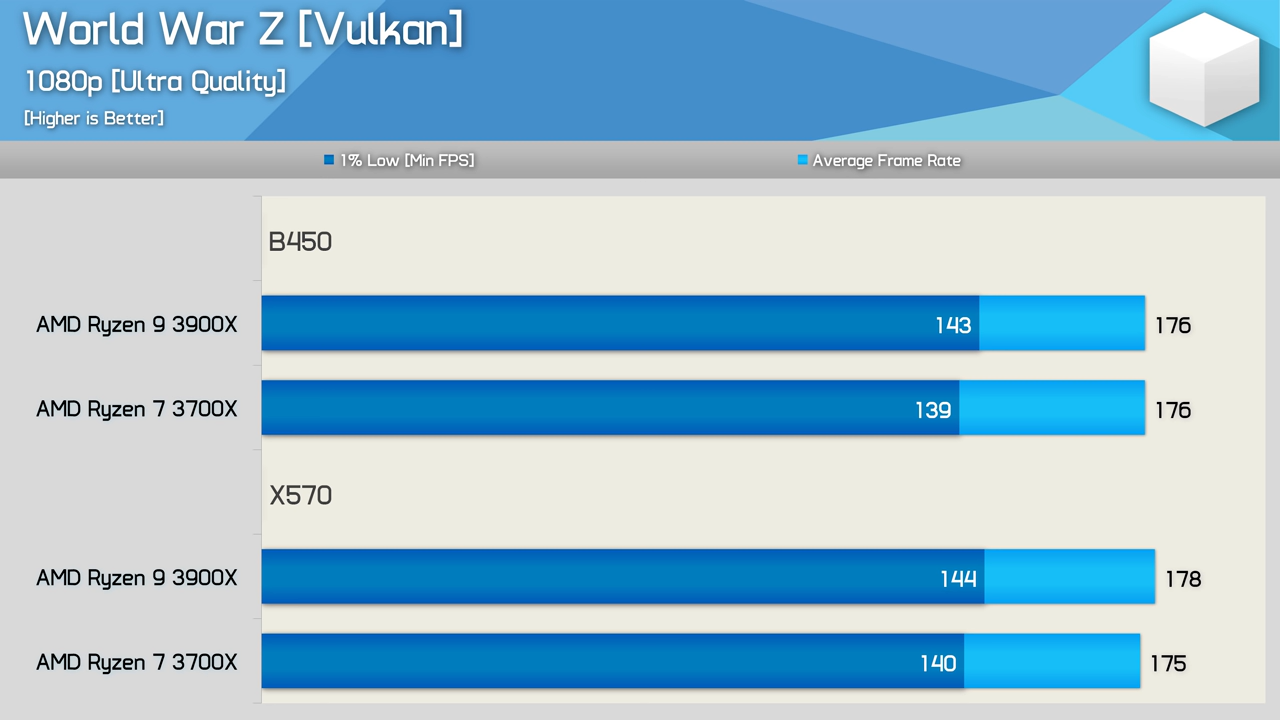 World War Z [Vulkan]
1080p [Ultra Quality]
[Higher is Better]
1% Low [Min FPS] Average Frame Rate
B450
AMD Ryzen 9 3900X 143 176
AMD Ryzen 7 3700X 139 176
X570
AMD Ryzen 9 3900X 144 178
AMD Ryzen 7 3700X 140 175